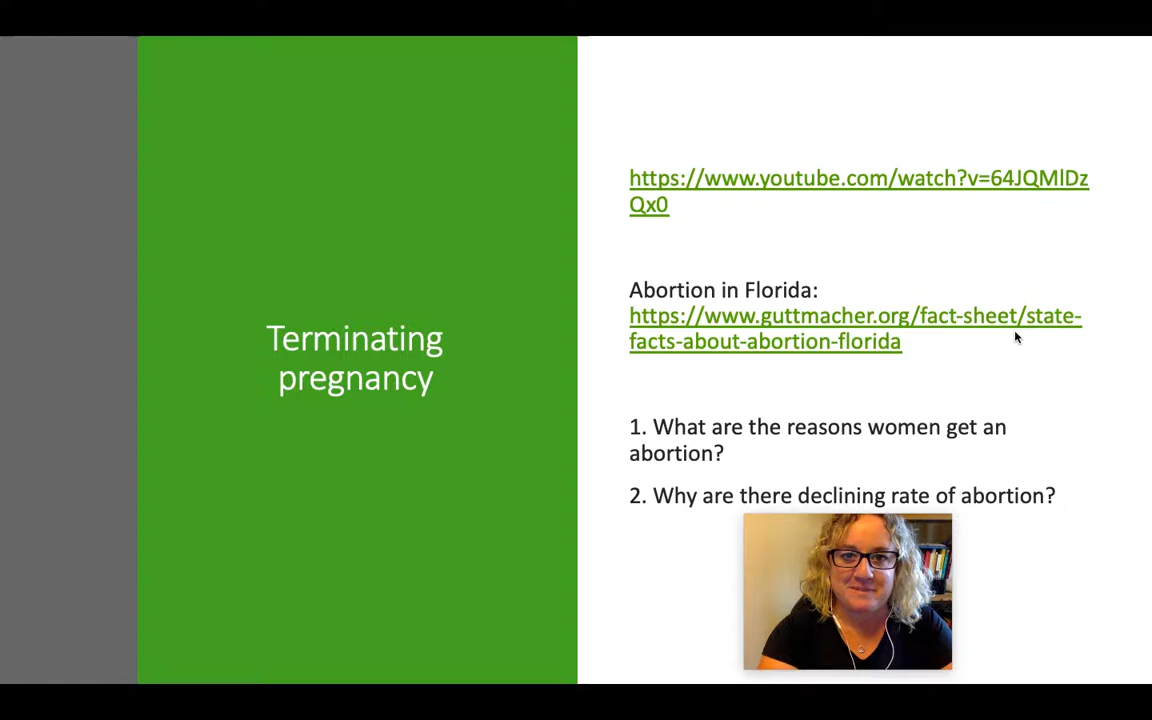 Terminating
pregnancy
https://www.youtube.com/watch?v=64JQMlDz
Qx0
Abortion in Florida:
https://www.guttmacher.org/fact-sheet/state-
facts-about-abortion-florida
1. What are the reasons women get an
abortion?
2. Why are there declining rate of abortion?